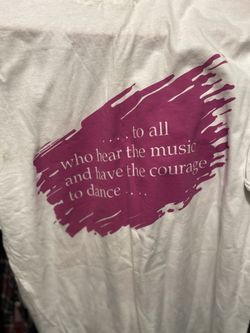 . . . . to all
who hear the music
and have the courage
to dance . . . .